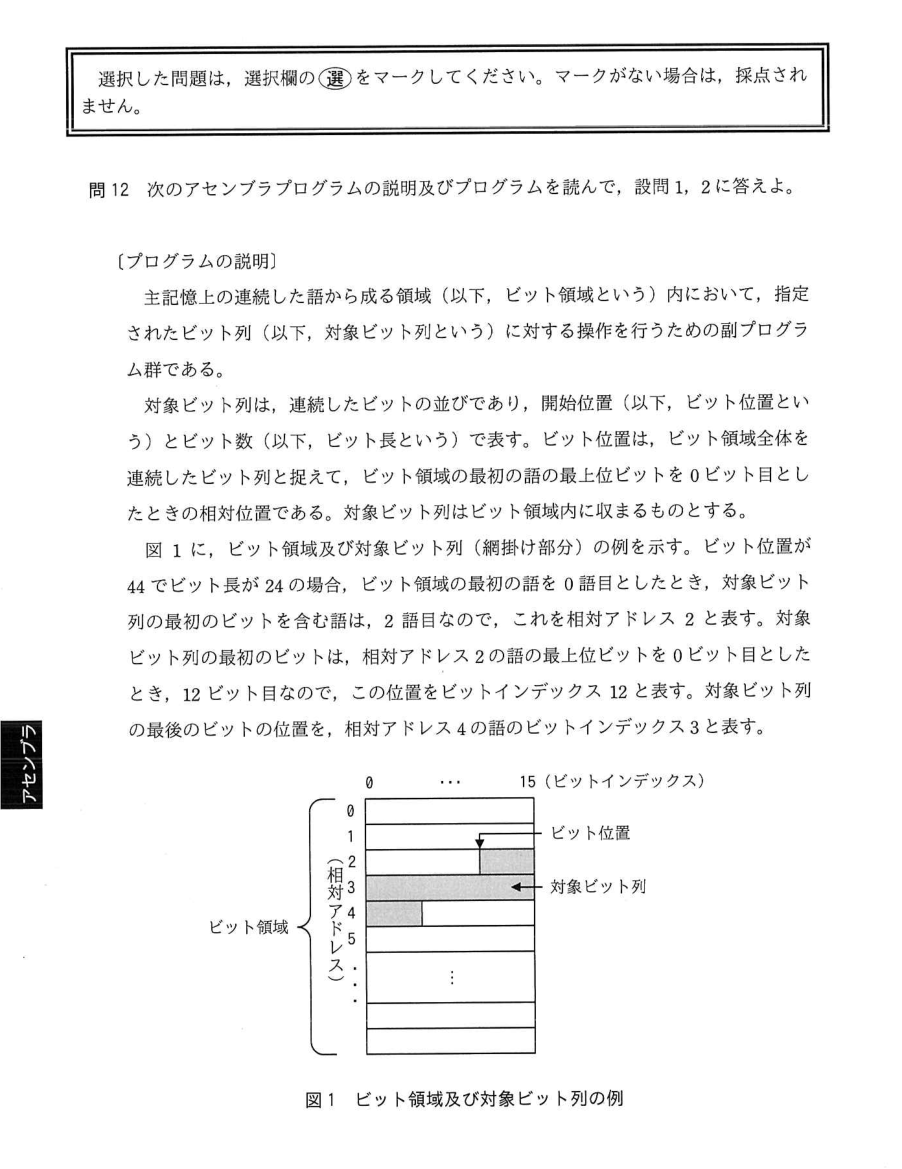 選択した問題は，選択欄の選をマークしてください。マークがない場合は，採点され
ません。
問 12　次のアセンブラプログラムの説明及びプログラムを読んで，設問 1，2 に答えよ。
〔プログラムの説明〕
主記憶上の連続した語から成る領域（以下，ビット領域という）内において，指定
されたビット列（以下，対象ビット列という）に対する操作を行うための副プログラ
ム群である。
対象ビット列は，連続したビットの並びであり，開始位置（以下，ビット位置とい
う）とビット数（以下，ビット長という）で表す。ビット位置は，ビット領域全体を
連続したビット列と捉えて，ビット領域の最初の語の最上位ビットを 0 ビット目とし
たときの相対位置である。対象ビット列はビット領域内に収まるものとする。
図 1 に，ビット領域及び対象ビット列（網掛け部分）の例を示す。ビット位置が
44 でビット長が 24 の場合，ビット領域の最初の語を 0 語目としたとき，対象ビット
列の最初のビットを含む語は，2 語目なので，これを相対アドレス 2 と表す。対象
ビット列の最初のビットは，相対アドレス 2 の語の最上位ビットを 0 ビット目とした
とき，12 ビット目なので，この位置をビットインデックス 12 と表す。対象ビット列
の最後のビットの位置を，相対アドレス 4 の語のビットインデックス 3 と表す。
アセンブラ
0 … 15（ビットインデックス）
0
1
ビット位置
2
3
対象ビット列
4
5
（相対アドレス）
ビット領域
⋮
図 1　ビット領域及び対象ビット列の例